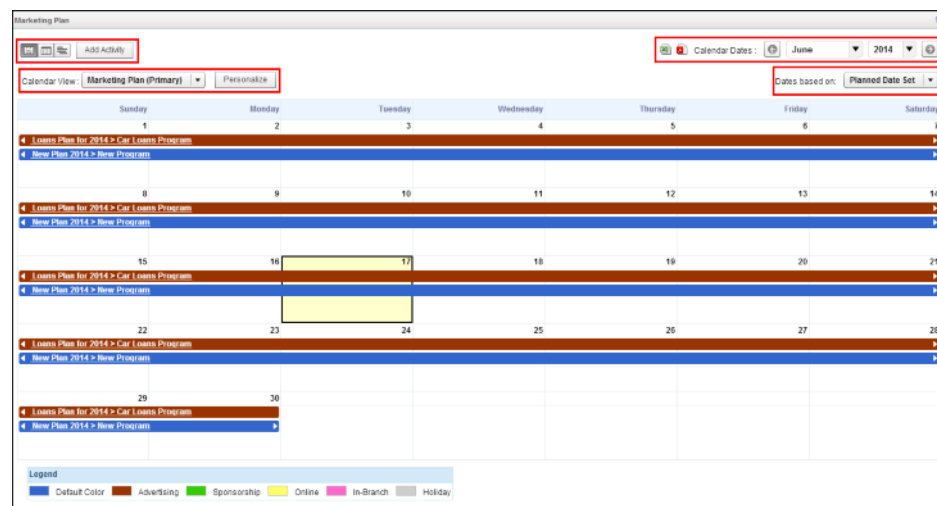 Marketing Plan
Add Activity
Calendar Dates : June 2014
Calendar View : Marketing Plan (Primary) Personalize
Dates based on: Planned Date Set
Sunday Monday Tuesday Wednesday Thursday Friday Saturday
1 2 3 4 5 6
Loans Plan for 2014 > Car Loans Program
New Plan 2014 > New Program
8 9 10 11 12 13 14
Loans Plan for 2014 > Car Loans Program
New Plan 2014 > New Program
15 16 17 18 19 20 21
Loans Plan for 2014 > Car Loans Program
New Plan 2014 > New Program
22 23 24 25 26 27 28
Loans Plan for 2014 > Car Loans Program
New Plan 2014 > New Program
29 30
Loans Plan for 2014 > Car Loans Program
New Plan 2014 > New Program
Legend
Default Color Advertising Sponsorship Online In-Branch Holiday